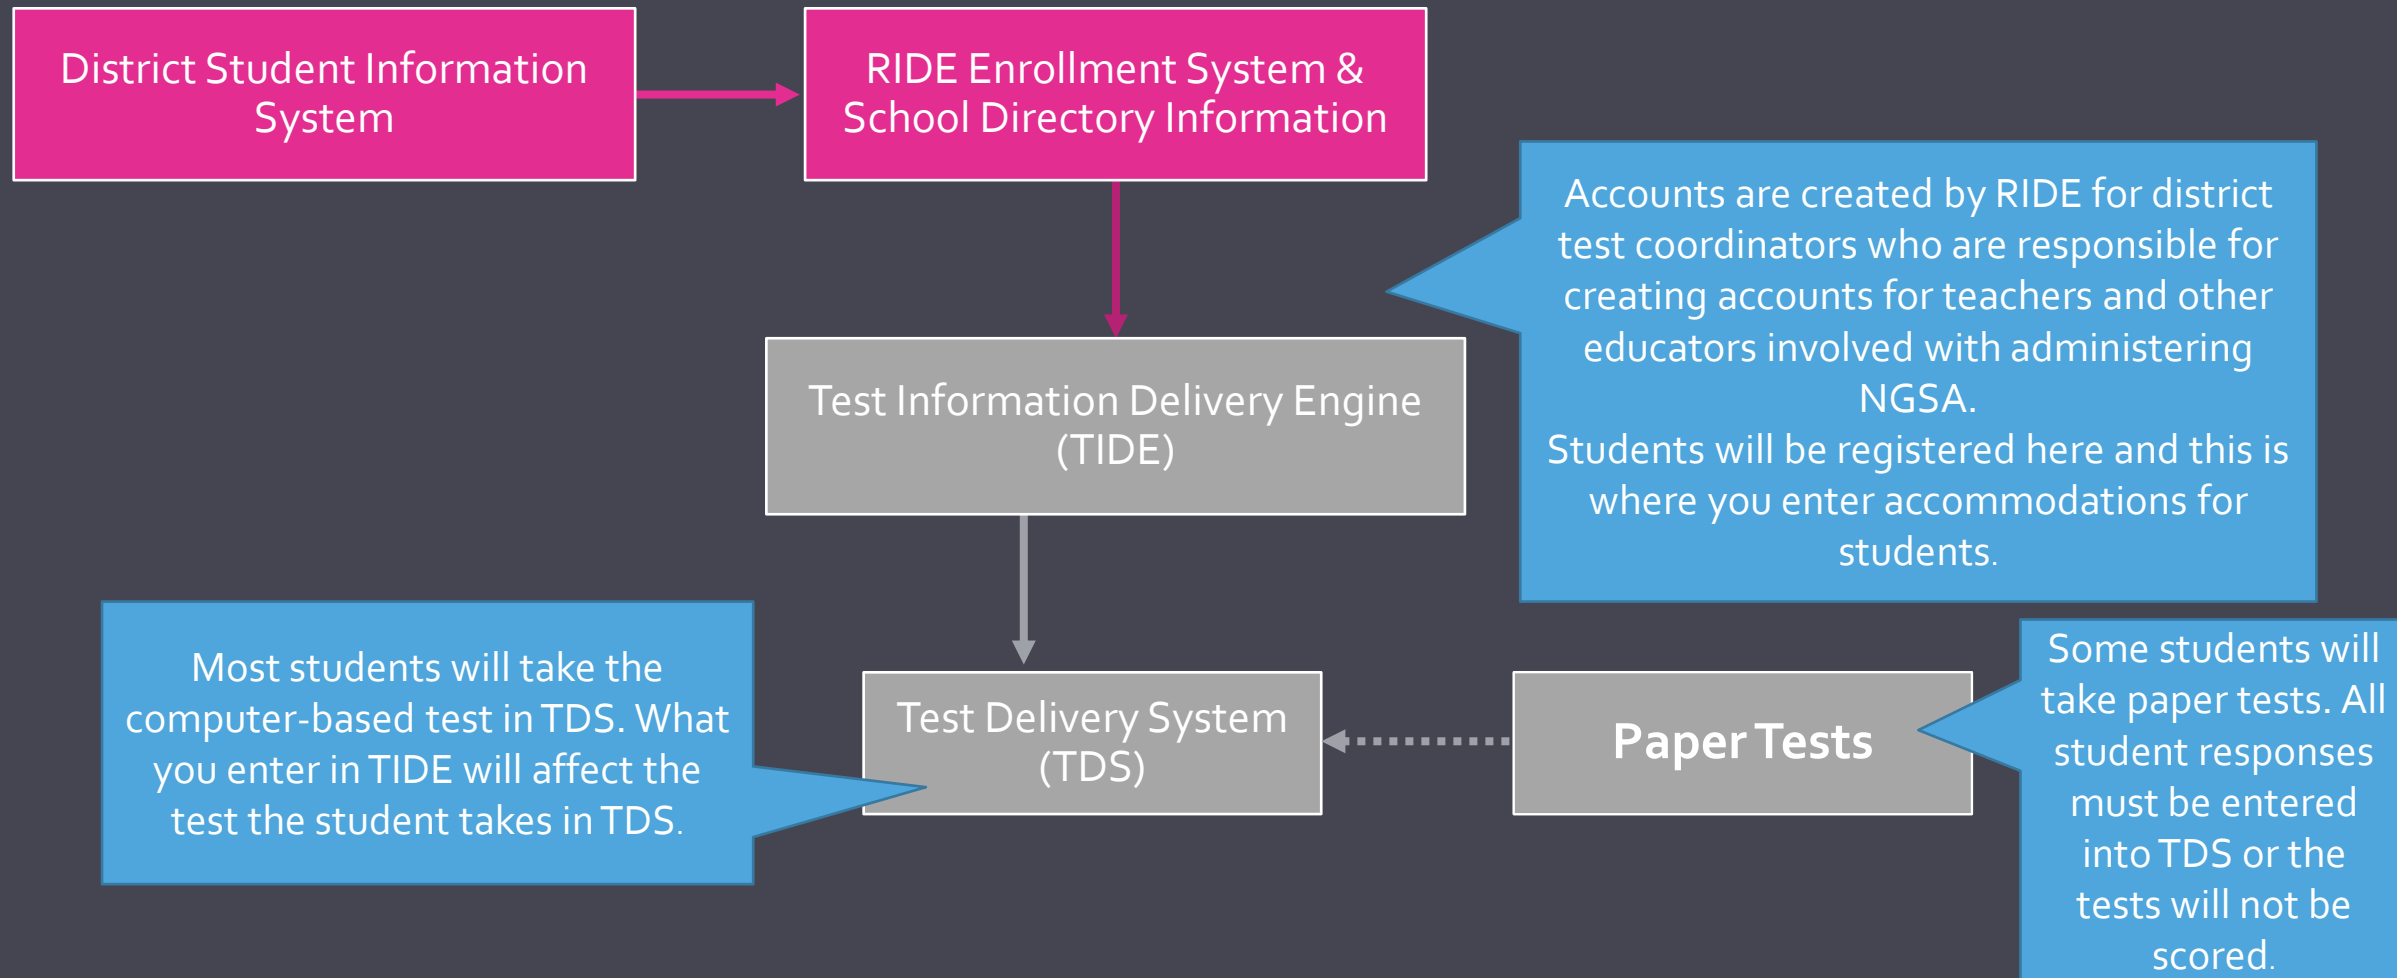 District Student Information
System
RIDE Enrollment System &
School Directory Information
Accounts are created by RIDE for district
test coordinators who are responsible for
creating accounts for teachers and other
educators involved with administering
NGSA.
Students will be registered here and this is
where you enter accommodations for
students.
Test Information Delivery Engine
(TIDE)
Most students will take the
computer-based test in TDS. What
you enter in TIDE will affect the
test the student takes in TDS.
Test Delivery System
(TDS)
Paper Tests
Some students will
take paper tests. All
student responses
must be entered
into TDS or the
tests will not be
scored.